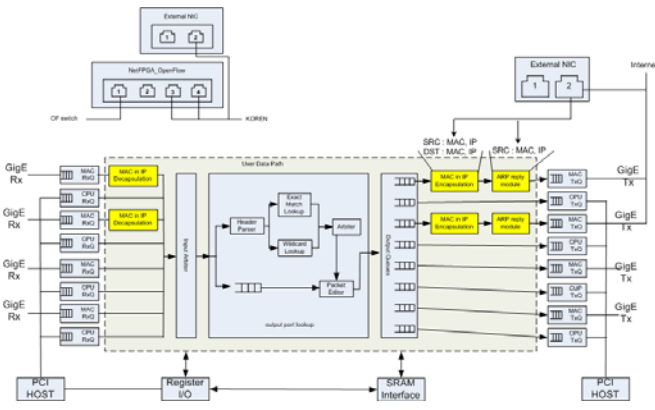 External NIC
1
2
NetFPGA_OpenFlow
1
2
3
4
OF switch
KOREN
External NIC
1
2
Internet
SRC : MAC, IP
DST : MAC, IP
SRC : MAC, IP
User Data Path
GigE
Rx
MAC
RxQ
MAC in IP
Decapsulation
CPU
RxQ
GigE
Rx
MAC
RxQ
MAC in IP
Decapsulation
CPU
RxQ
GigE
Rx
MAC
RxQ
CPU
RxQ
GigE
Rx
MAC
RxQ
CPU
RxQ
Input Arbiter
Header
Parser
Exact
Match
Lookup
Wildcard
Lookup
Arbiter
Packet
Editor
output port lookup
Output Queues
MAC in IP
Encapsulation
ARP reply
module
MAC in IP
Encapsulation
ARP reply
module
MAC
TxQ
GigE
Tx
CPU
TxQ
MAC
TxQ
GigE
Tx
CPU
TxQ
MAC
TxQ
GigE
Tx
TxQ
MAC
TxQ
GigE
Tx
CPU
TxQ
PCI
HOST
Register
I/O
SRAM
Interface
PCI
HOST